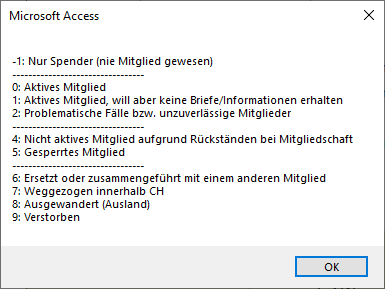 Microsoft Access
-1: Nur Spender (nie Mitglied gewesen)
---------------------------------
0: Aktives Mitglied
1: Aktives Mitglied, will aber keine Briefe/Informationen erhalten
2: Problematische Fälle bzw. unzuverlässige Mitglieder
---------------------------------
4: Nicht aktives Mitglied aufgrund Rückständen bei Mitgliedschaft
5: Gesperrtes Mitglied
---------------------------------
6: Ersetzt oder zusammengeführt mit einem anderen Mitglied
7: Weggezogen innerhalb CH
8: Ausgewandert (Ausland)
9: Verstorben
OK